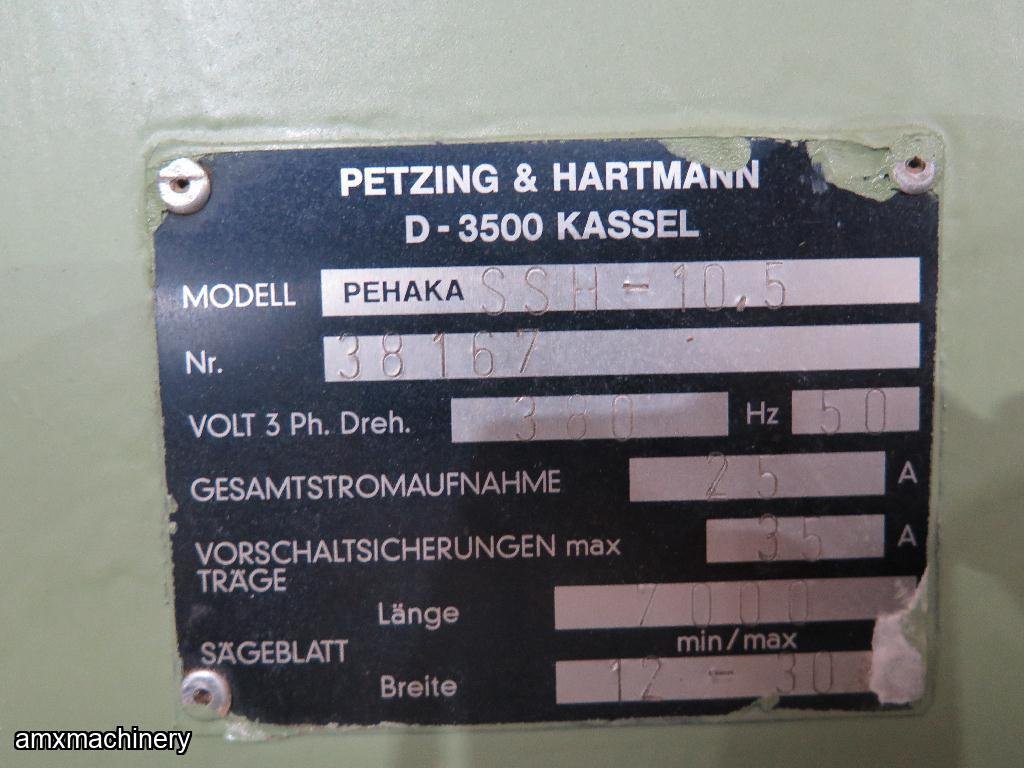 PETZING & HARTMANN
D-3500 KASSEL
MODELL PEHAKA SSH-10,5
Nr. 38167
VOLT 3 Ph. Dreh. 380 Hz 50
GESAMTSTROMAUFNAHME 25 A
VORSCHALTSICHERUNGEN max 35 A
TRÄGE
Länge 7000
SÄGEBLATT min/max
Breite 12 - 30
amxmachinery